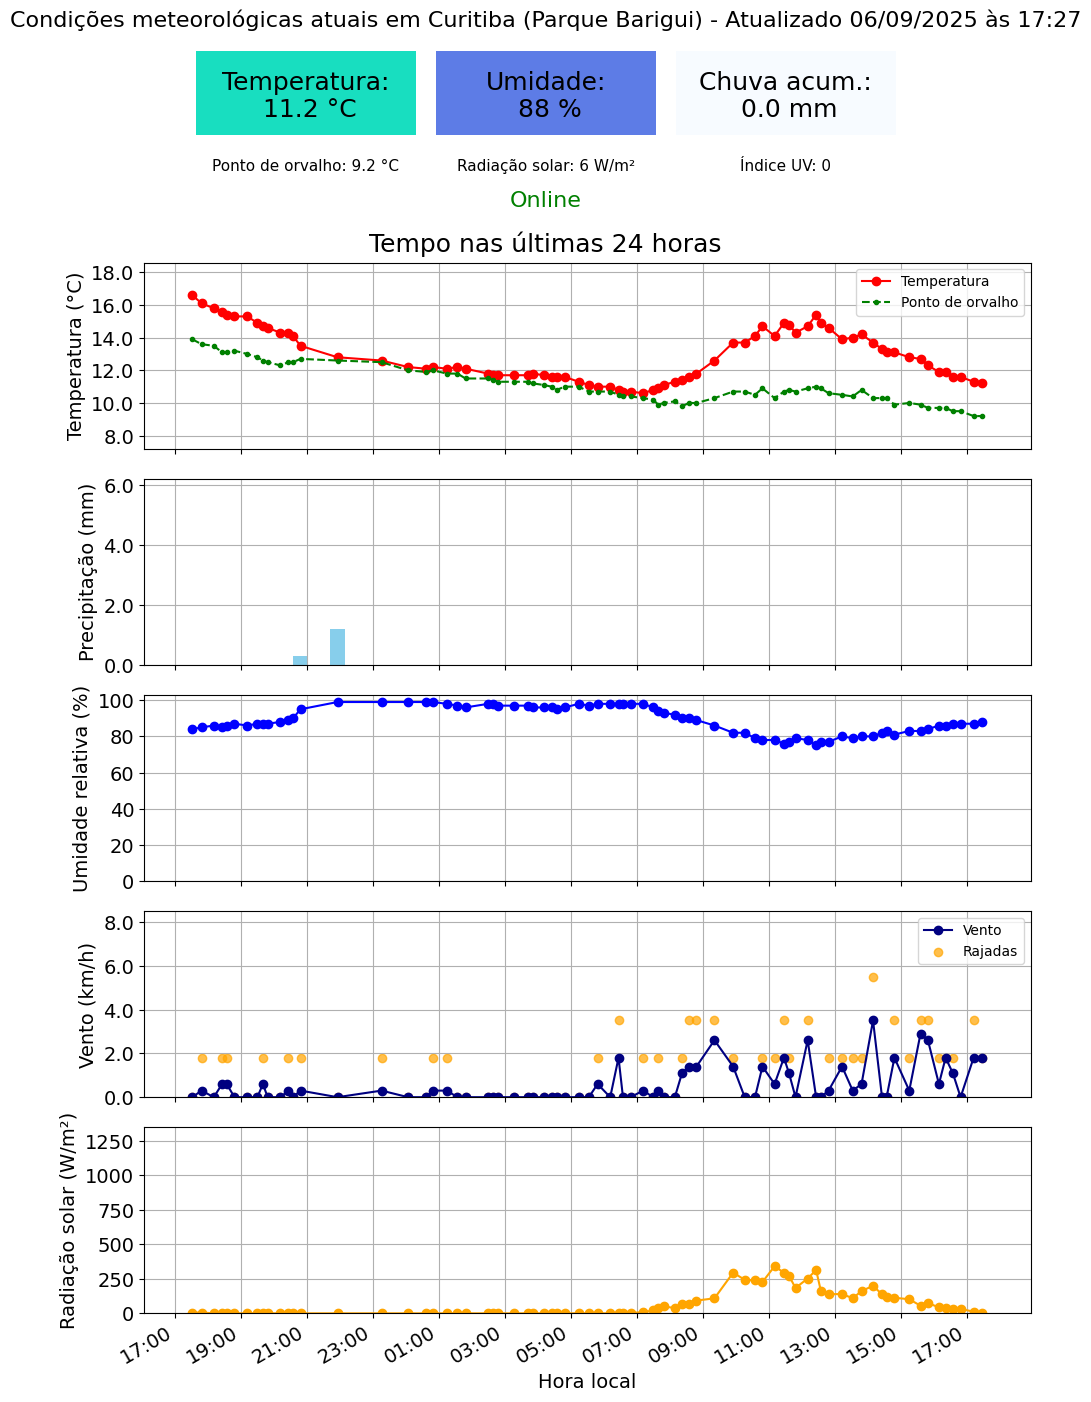 Condições meteorológicas atuais em Curitiba (Parque Barigui) - Atualizado 06/09/2025 às 17:27
Temperatura:
11.2 °C
Umidade:
88 %
Chuva acum.:
0.0 mm
Ponto de orvalho: 9.2 °C
Radiação solar: 6 W/m²
Índice UV: 0
Online
Tempo nas últimas 24 horas
Temperatura (°C)
18.0
16.0
14.0
12.0
10.0
8.0
Temperatura
Ponto de orvalho
Precipitação (mm)
6.0
4.0
2.0
0.0
Umidade relativa (%)
100
80
60
40
20
0
Vento (km/h)
8.0
6.0
4.0
2.0
0.0
Vento
Rajadas
Radiação solar (W/m²)
1250
1000
750
500
250
0
17:00
19:00
21:00
23:00
01:00
03:00
05:00
07:00
09:00
11:00
13:00
15:00
17:00
Hora local